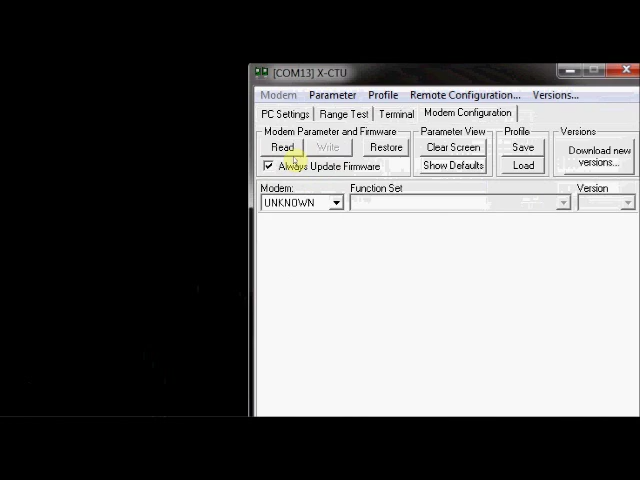 [COM13] X-CTU
Modem Parameter Profile Remote Configuration... Versions...
PC Settings Range Test Terminal Modem Configuration
Modem Parameter and Firmware Parameter View Profile Versions
Read Write Restore Clear Screen Save Download new versions...
Always Update Firmware Show Defaults Load
Modem: Function Set Version
UNKNOWN